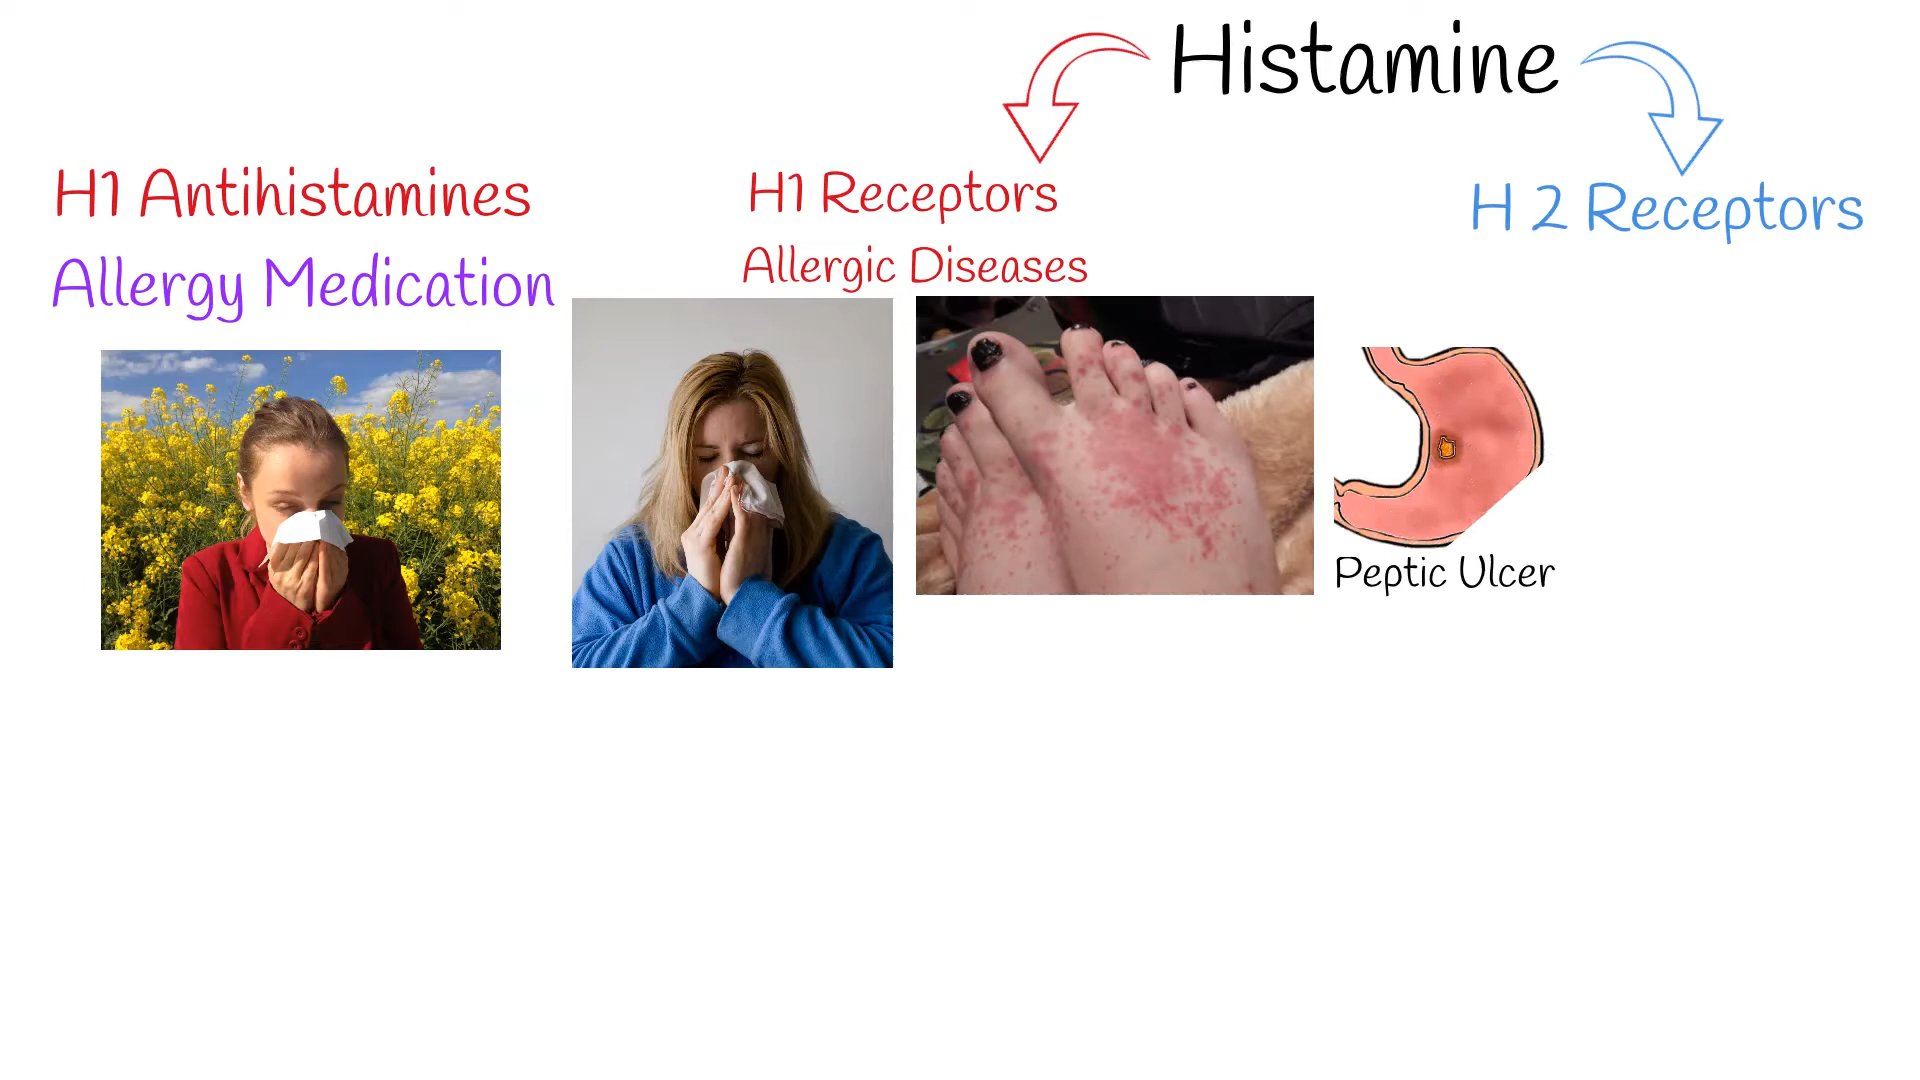 Histamine
H1 Antihistamines
Allergy Medication
H1 Receptors
Allergic Diseases
H 2 Receptors
Peptic Ulcer